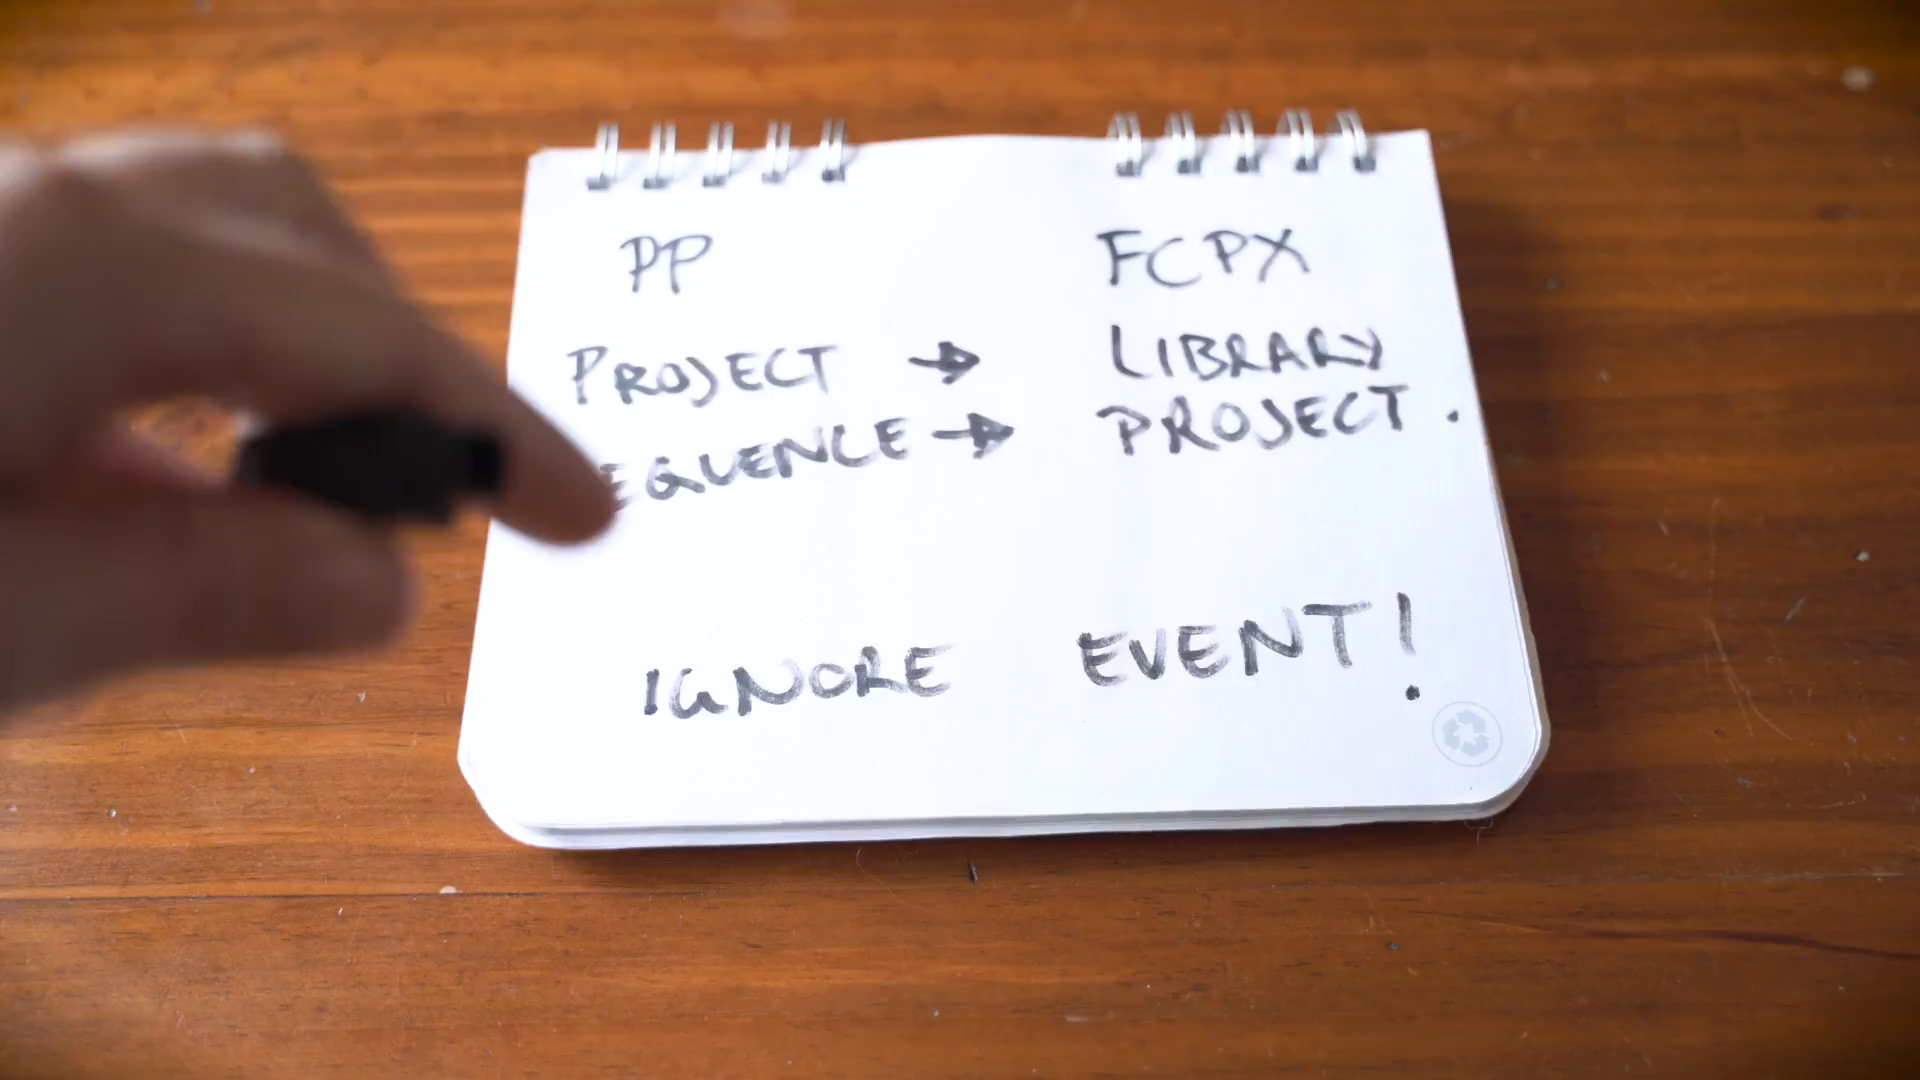 PP FCPX
PROJECT → LIBRARY
EQUENCE → PROJECT.
IGNORE EVENT!